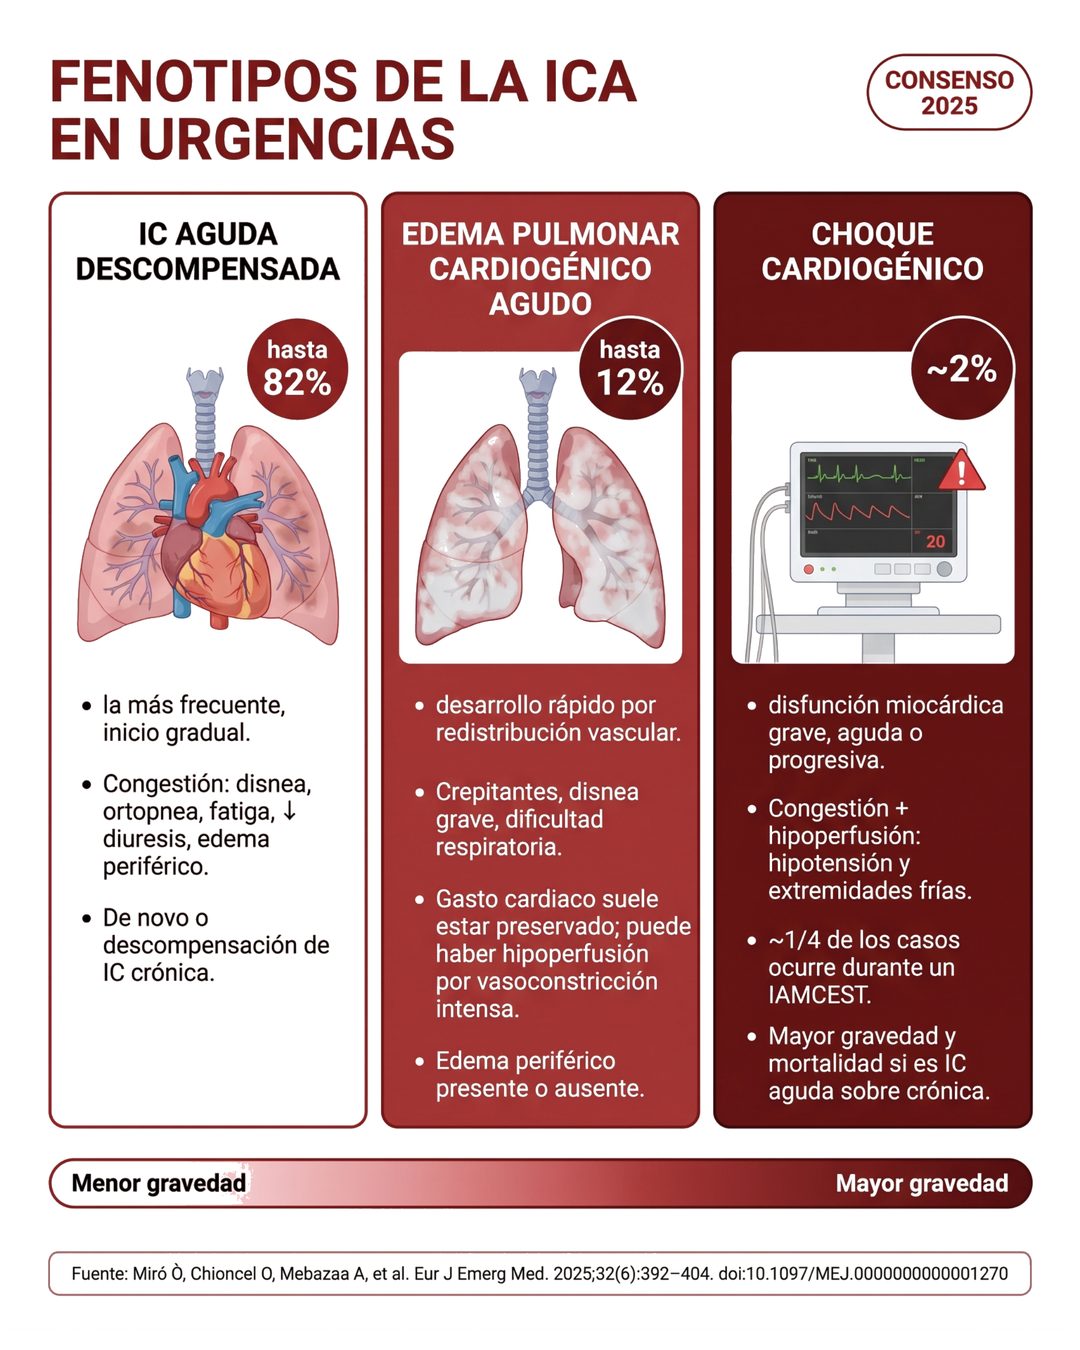 FENOTIPOS DE LA ICA
EN URGENCIAS
CONSENSO
2025
IC AGUDA
DESCOMPENSADA
hasta
82%
• la más frecuente,
inicio gradual.
• Congestión: disnea,
ortopnea, fatiga, ↓
diuresis, edema
periférico.
• De novo o
descompensación de
IC crónica.
EDEMA PULMONAR
CARDIOGÉNICO
AGUDO
hasta
12%
• desarrollo rápido por
redistribución vascular.
• Crepitantes, disnea
grave, dificultad
respiratoria.
• Gasto cardiaco suele
estar preservado; puede
haber hipoperfusión
por vasoconstricción
intensa.
• Edema periférico
presente o ausente.
CHOQUE
CARDIOGÉNICO
~2%
20
• disfunción miocárdica
grave, aguda o
progresiva.
• Congestión +
hipoperfusión:
hipotensión y
extremidades frías.
• ~1/4 de los casos
ocurre durante un
IAMCEST.
• Mayor gravedad y
mortalidad si es IC
aguda sobre crónica.
Menor gravedad
Mayor gravedad
Fuente: Miró Ò, Chioncel O, Mebazaa A, et al. Eur J Emerg Med. 2025;32(6):392–404. doi:10.1097/MEJ.0000000000001270